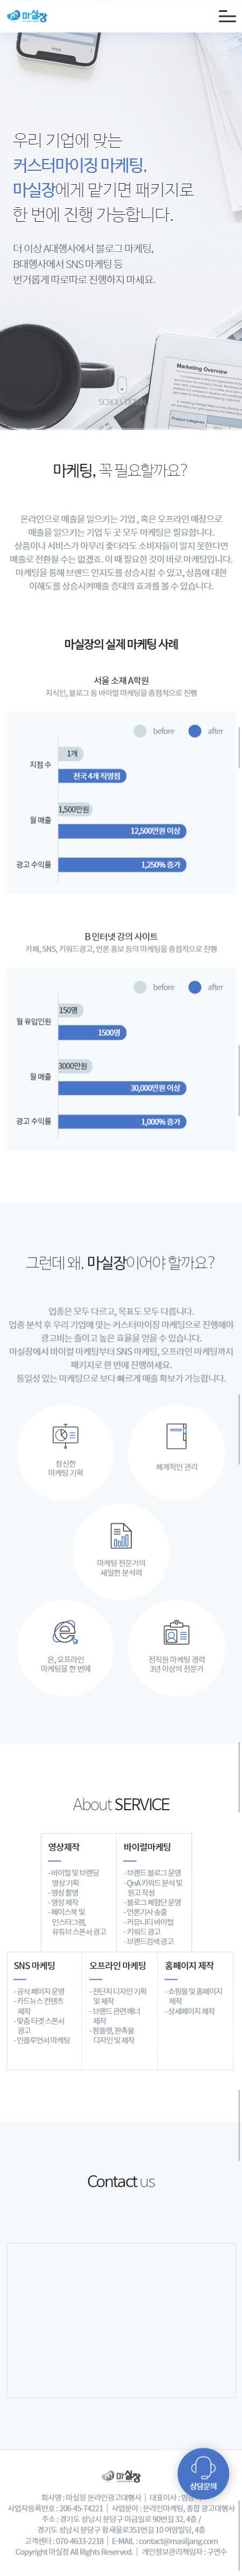 마실장
우리 기업에 맞는
커스터마이징 마케팅,
마실장에게 맡기면 패키지로
한 번에 진행 가능합니다.
더 이상 A대행사에서 블로그 마케팅,
B대행사에서 SNS 마케팅 등
번거롭게 따로따로 진행하지 마세요.
Marketing Overview
SCROLL DOWN
마케팅, 꼭 필요할까요?
온라인으로 매출을 일으키는 기업, 혹은 오프라인 매장으로
매출을 일으키는 기업 두 곳 모두 마케팅은 필요합니다.
상품이나 서비스가 아무리 좋더라도 소비자들이 알지 못한다면
매출로 전환될 수는 없겠죠. 이 때 필요한 것이 바로 마케팅입니다.
마케팅을 통해 브랜드 인지도를 상승시킬 수 있고, 상품에 대한
이해도를 상승시켜매출 증대의 효과를 볼 수 있습니다.
마실장의 실제 마케팅 사례
서울 소재 A학원
지식인, 블로그 등 바이럴 마케팅을 중점적으로 진행
before after
지점 수
1개
전국 4개 직영점
월 매출
1,500만원
12,500만원 이상
광고 수익률
1,250% 증가
B 인터넷 강의 사이트
카페, SNS, 키워드광고, 언론 홍보 등의 마케팅을 중점적으로 진행
before after
월 유입인원
150명
1500명
월 매출
3000만원
30,000만원 이상
광고 수익률
1,000% 증가
그런데 왜, 마실장이어야 할까요?
업종은 모두 다르고, 목표도 모두 다릅니다.
업종 분석 후 우리 기업에 맞는 커스터마이징 마케팅으로 진행해야
광고비는 줄이고 높은 효율을 얻을 수 있습니다.
마실장에서 바이럴 마케팅부터 SNS 마케팅, 오프라인 마케팅까지
패키지로 한 번에 진행하세요.
통일성 있는 마케팅으로 보다 빠르게 매출 확보가 가능합니다.
참신한
마케팅 기획
체계적인 관리
마케팅 전문가의
세밀한 분석력
온, 오프라인
마케팅을 한 번에
전직원 마케팅 경력
3년 이상의 전문가
About SERVICE
영상제작
- 바이럴 및 브랜딩
영상 기획
- 영상 촬영
- 영상 제작
- 페이스북 및
인스타그램,
유튜브 스폰서 광고
바이럴마케팅
- 브랜드 블로그 운영
- QnA 키워드 분석 및
원고 작성
- 블로그 체험단 운영
- 언론기사 송출
- 커뮤니티 바이럴
- 키워드 광고
- 브랜드검색 광고
SNS 마케팅
- 공식 페이지 운영
- 카드뉴스 컨텐츠
제작
- 맞춤 타겟 스폰서
광고
- 인플루언서 마케팅
오프라인 마케팅
- 전단지 디자인 기획
및 제작
- 브랜드 관련 배너
제작
- 팜플렛, 판촉물
디자인 및 제작
홈페이지 제작
- 쇼핑몰 및 홈페이지
제작
- 상세페이지 제작
Contact us
상담문의
마실장
회사명 : 마실장 온라인광고대행사 | 대표이사 :
사업자등록번호 : 206-45-74221 | 사업분야 : 온라인마케팅, 종합 광고대행사
주소 : 경기도 성남시 분당구 미금일로 90번길 32, 4층 /
경기도 성남시 분당구 황새울로351번길 10 여암빌딩, 4층
고객센터 : 070-4633-2218 | E-MAIL : contact@masiljang.com
Copyright 마실장 All Rights Reserved. | 개인정보관리책임자 : 구연수